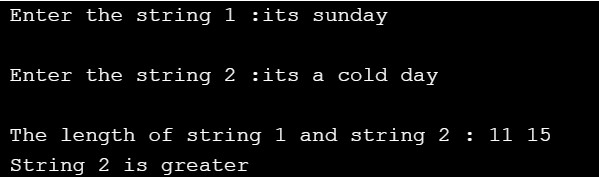 Enter the string 1 :its sunday
Enter the string 2 :its a cold day
The length of string 1 and string 2 : 11 15
String 2 is greater